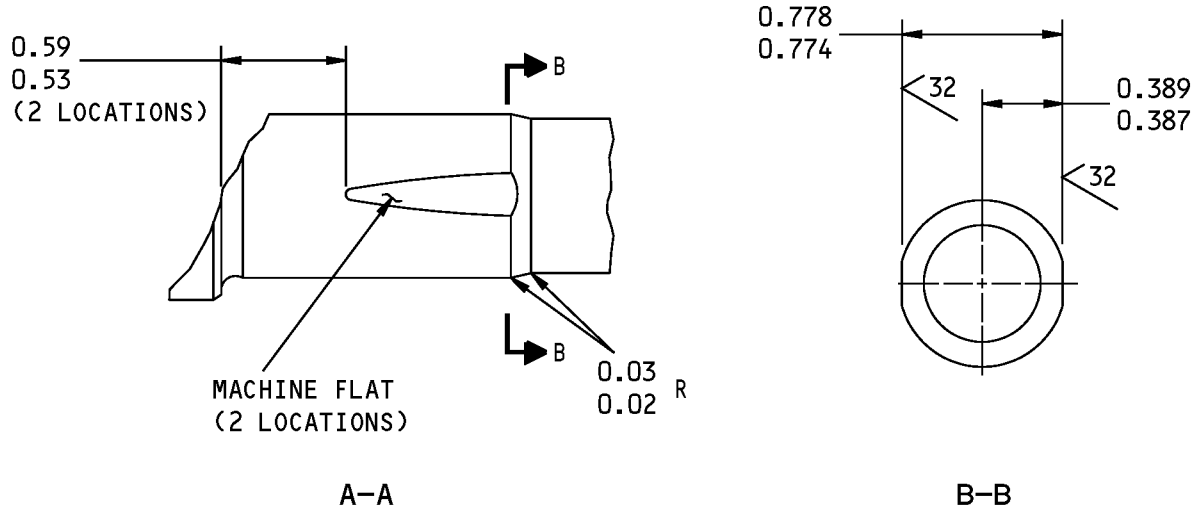 0.59
0.53
(2 LOCATIONS)
B
B
MACHINE FLAT
(2 LOCATIONS)
0.03
0.02
R
A-A
0.778
0.774
32
0.389
0.387
32
B-B